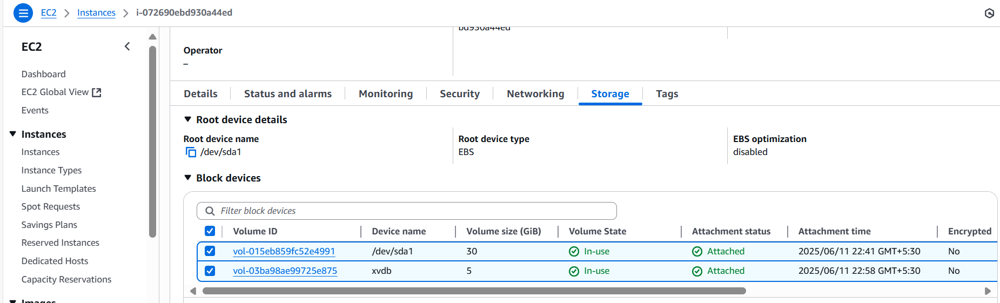 EC2 Instances i-072690ebd930a44ed
EC2
Dashboard
EC2 Global View
Events
Instances
Instances
Instance Types
Launch Templates
Spot Requests
Savings Plans
Reserved Instances
Dedicated Hosts
Capacity Reservations
Images
bd930a44ed
Operator
–
Details Status and alarms Monitoring Security Networking Storage Tags
Root device details
Root device name Root device type EBS optimization
/dev/sda1 EBS disabled
Block devices
Filter block devices
Volume ID Device name Volume size (GiB) Volume State Attachment status Attachment time Encrypted
vol-015eb859fc52e4991 /dev/sda1 30 In-use Attached 2025/06/11 22:41 GMT+5:30 No
vol-03ba98ae99725e875 xvdb 5 In-use Attached 2025/06/11 22:58 GMT+5:30 No